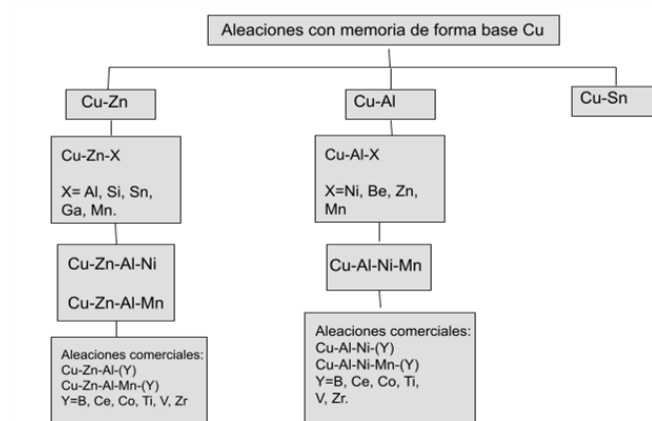 Aleaciones con memoria de forma base Cu
Cu-Zn
Cu-Al
Cu-Sn
Cu-Zn-X
X= Al, Si, Sn,
Ga, Mn.
Cu-Al-X
X=Ni, Be, Zn,
Mn
Cu-Zn-Al-Ni
Cu-Zn-Al-Mn
Cu-Al-Ni-Mn
Aleaciones comerciales:
Cu-Zn-Al-(Y)
Cu-Zn-Al-Mn-(Y)
Y=B, Ce, Co, Ti, V, Zr
Aleaciones comerciales:
Cu-Al-Ni-(Y)
Cu-Al-Ni-Mn-(Y)
Y=B, Ce, Co, Ti,
V, Zr.